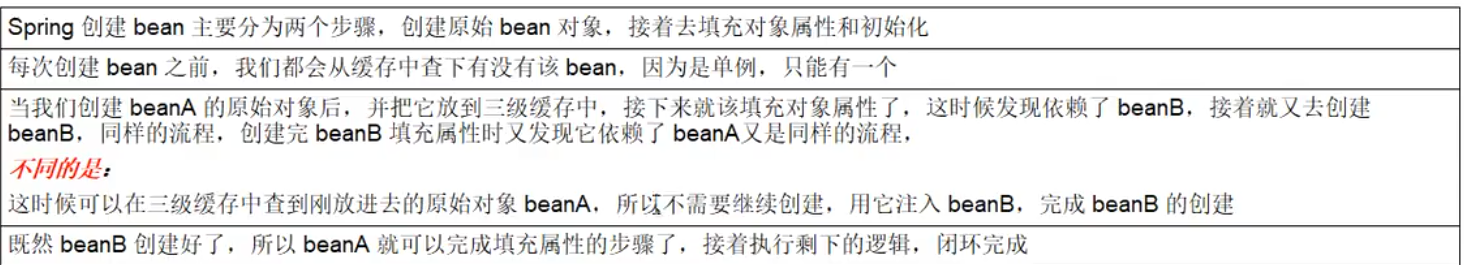 Spring 创建 bean 主要分为两个步骤，创建原始 bean 对象，接着去填充对象属性和初始化
每次创建 bean 之前，我们都会从缓存中查下有没有该 bean，因为是单例，只能有一个
当我们创建 beanA 的原始对象后，并把它放到三级缓存中，接下来就该填充对象属性了，这时候发现依赖了 beanB，接着就又去创建
beanB，同样的流程，创建完 beanB 填充属性时又发现它依赖了 beanA又是同样的流程，
不同的是：
这时候可以在三级缓存中查到刚放进去的原始对象 beanA，所以不需要继续创建，用它注入 beanB，完成 beanB 的创建
既然 beanB 创建好了，所以 beanA 就可以完成填充属性的步骤了，接着执行剩下的逻辑，闭环完成